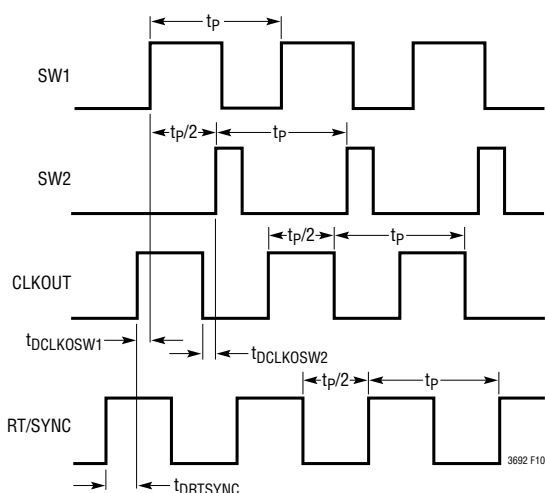 tP
SW1
tP/2
tP
SW2
tP/2
tP
CLKOUT
tDCLKOSW1
tDCLKOSW2
tP/2
tP
RT/SYNC
3692 F10
tDRTSYNC